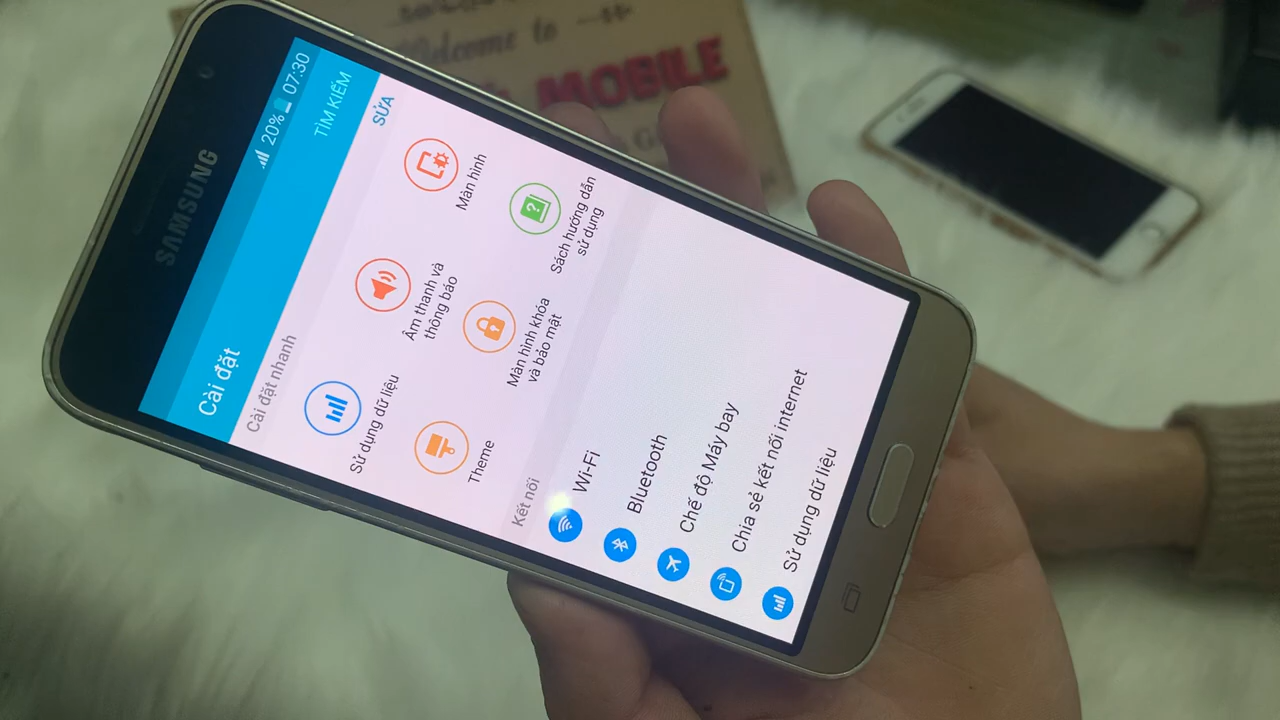 SAMSUNG
20% 07:30
Cài đặt
TÌM KIẾM
Cài đặt nhanh
SỬA
Sử dụng dữ liệu
Âm thanh và
thông báo
Màn hình
Theme
Màn hình khóa
và bảo mật
Sách hướng dẫn
sử dụng
Kết nối
Wi-Fi
Bluetooth
Chế độ Máy bay
Chia sẻ kết nối internet
Sử dụng dữ liệu
Welcome to
MOBILE